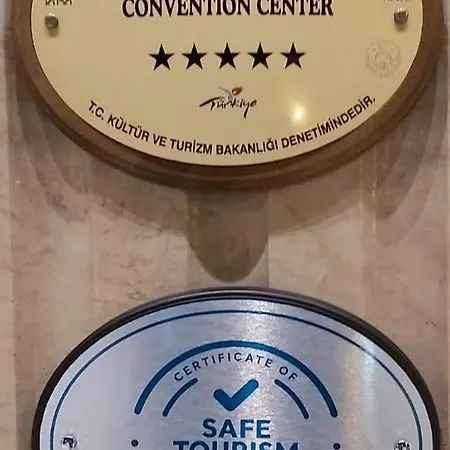 CONVENTION CENTER
Türkiye
T.C. KÜLTÜR VE TURİZM BAKANLIĞI DENETİMİNDEDİR.
CERTIFICATE OF
SAFE
TOURISM